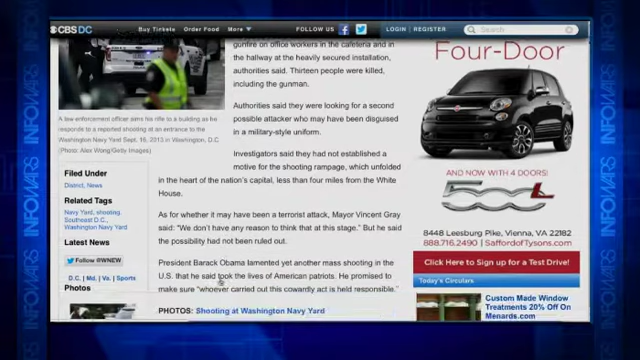 CBS DC
Buy Tickets Order Food More
FOLLOW US
LOGIN | REGISTER
Search
gunfire on office workers in the cafeteria and in
the hallway at the heavily secured installation,
authorities said. Thirteen people were killed,
including the gunman.
Authorities said they were looking for a second
possible attacker who may have been disguised
in a military-style uniform.
Investigators said they had not established a
motive for the shooting rampage, which unfolded
in the heart of the nation's capital, less than four miles from the White
House.
As for whether it may have been a terrorist attack, Mayor Vincent Gray
said: "We don't have any reason to think that at this stage." But he said
the possibility had not been ruled out.
President Barack Obama lamented yet another mass shooting in the
U.S. that he said took the lives of American patriots. He promised to
make sure "whoever carried out this cowardly act is held responsible."
PHOTOS: Shooting at Washington Navy Yard
A law enforcement officer aims his rifle to a building as he
responds to a reported shooting at an entrance to the
Washington Navy Yard Sept. 16, 2013 in Washington, D.C
(Photo: Alex Wong/Getty Images)
Filed Under
District, News
Related Tags
Navy Yard, shooting,
Southeast D.C.,
Washington Navy Yard
Latest News
Follow @WNEW
D.C. | Md. | Va. | Sports
Photos
Four-Door
AND NOW WITH 4 DOORS!
500L
8448 Leesburg Pike, Vienna, VA 22182
888.716.2490 | SaffordofTysons.com
Click Here to Sign up for a Test Drive!
Today's Circulars
Custom Made Window
Treatments 20% Off On
Menards.com
INFOWARS
INFOWARS
INFOWARS
INFOWARS